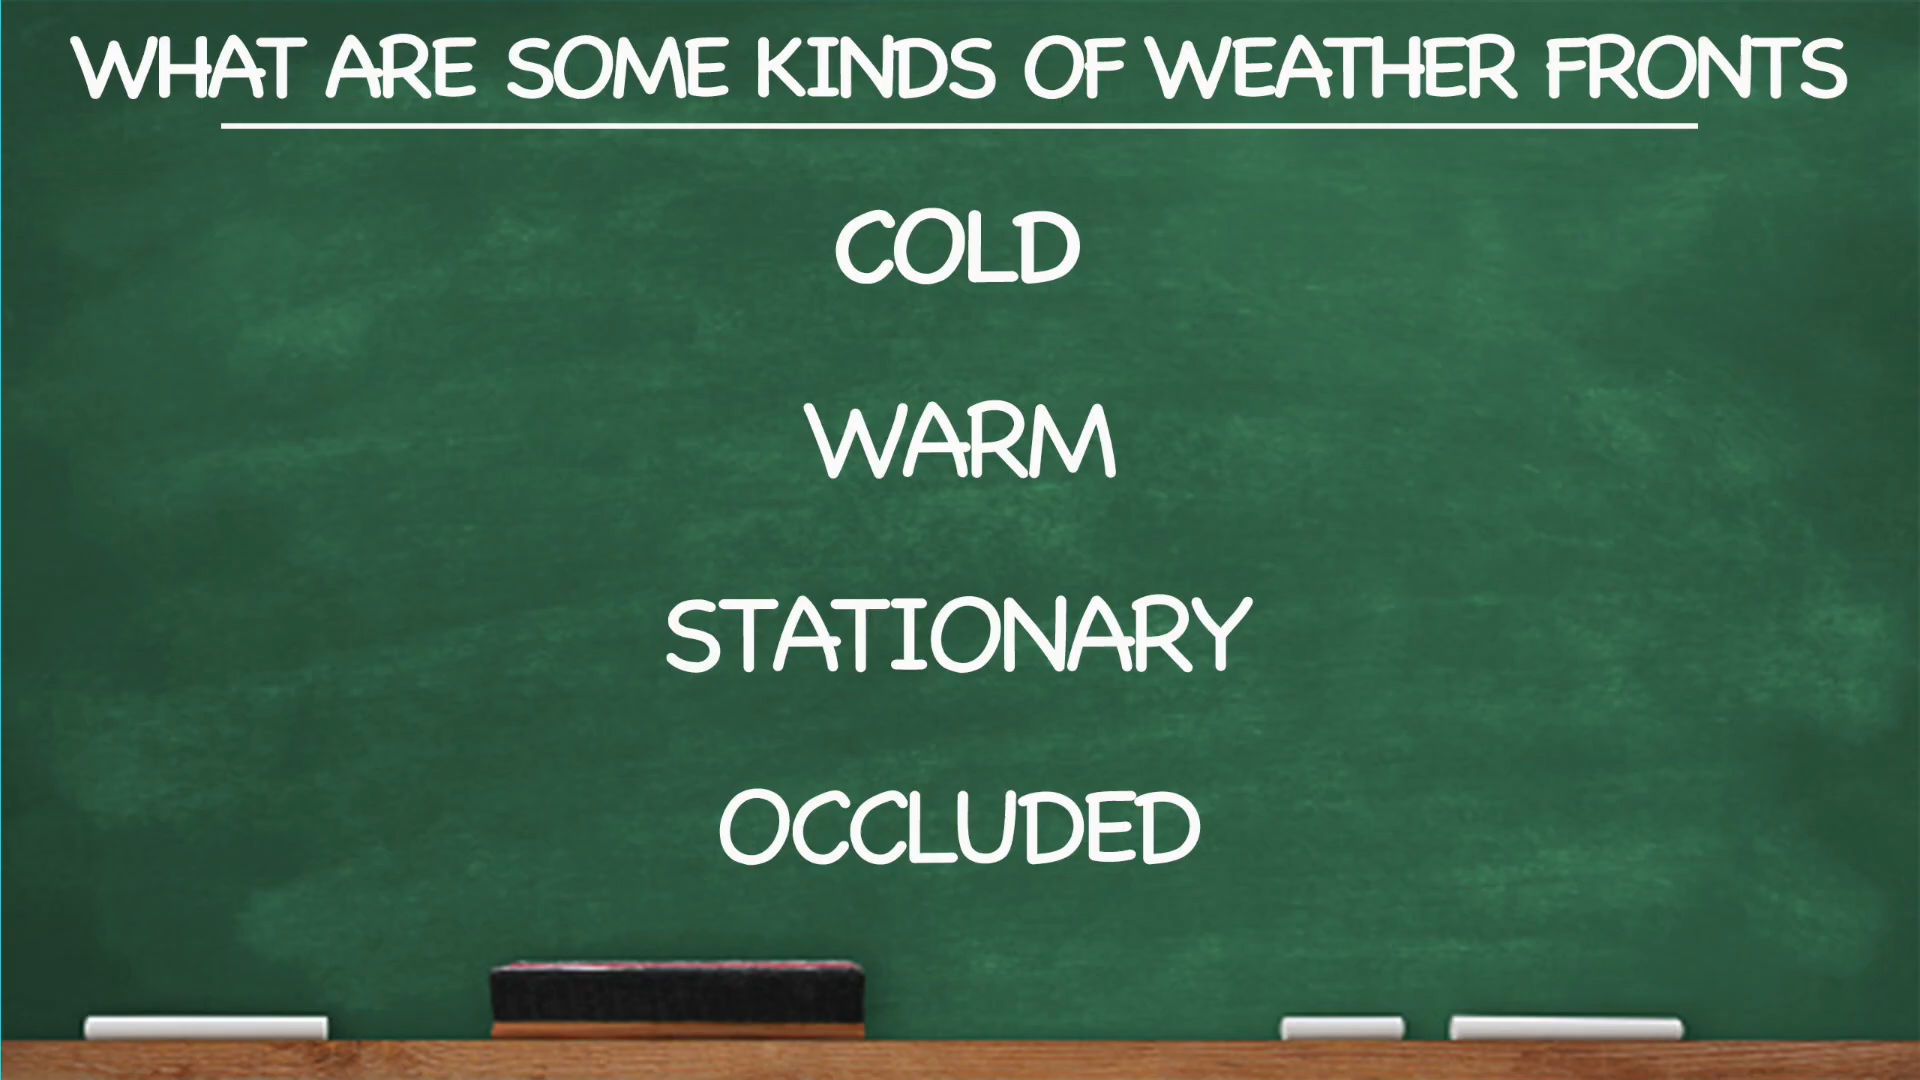 WHAT ARE SOME KINDS OF WEATHER FRONTS
COLD
WARM
STATIONARY
OCCLUDED